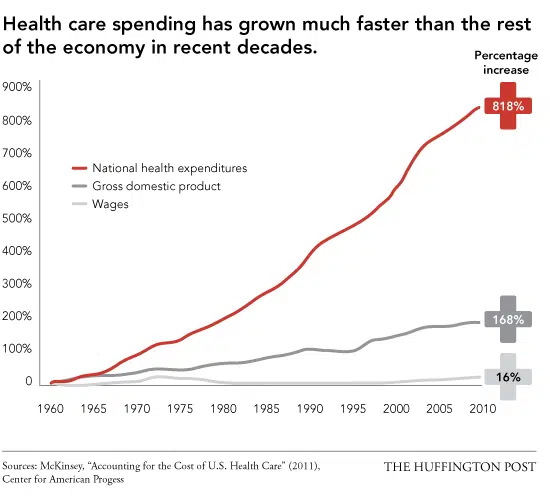 Health care spending has grown much faster than the rest
of the economy in recent decades.
Percentage
increase
900%
800%
700%
600%
500%
400%
300%
200%
100%
0
818%
168%
16%
National health expenditures
Gross domestic product
Wages
1960 1965 1970 1975 1980 1985 1990 1995 2000 2005 2010
Sources: McKinsey, “Accounting for the Cost of U.S. Health Care” (2011),
Center for American Progess
THE HUFFINGTON POST